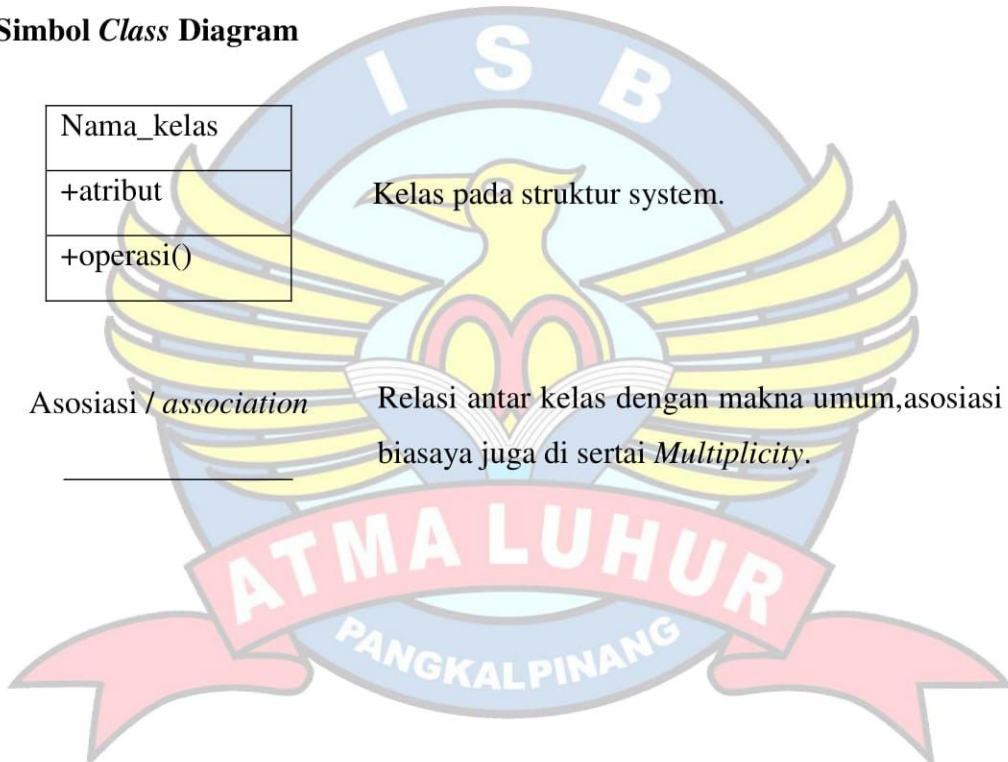 Simbol Class Diagram
Nama_kelas
+atribut
Kelas pada struktur system.
+operasi()
Asosiasi / association
Relasi antar kelas dengan makna umum,asosiasi
biasaya juga di sertai Multiplicity.
I S B
ATMA LUHUR
PANGKALPINANG